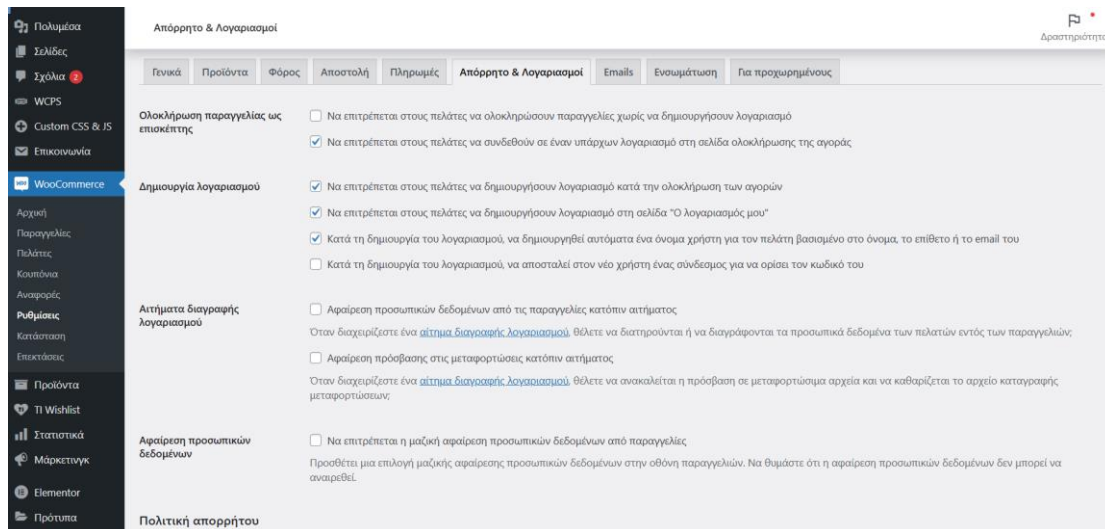 Πολυμέσα
Σελίδες
Σχόλια 2
WCPS
Custom CSS & JS
Επικοινωνία
WooCommerce
Αρχική
Παραγγελίες
Πελάτες
Κουπόνια
Αναφορές
Ρυθμίσεις
Κατάσταση
Επεκτάσεις
Προϊόντα
TI Wishlist
Στατιστικά
Μάρκετινγκ
Elementor
Πρότυπα
Απόρρητο & Λογαριασμοί
Δραστηριότητα
Γενικά Προϊόντα Φόρος Αποστολή Πληρωμές Απόρρητο & Λογαριασμοί Emails Ενσωμάτωση Για προχωρημένους
Ολοκλήρωση παραγγελίας ως
επισκέπτης
Να επιτρέπεται στους πελάτες να ολοκληρώσουν παραγγελίες χωρίς να δημιουργήσουν λογαριασμό
Να επιτρέπεται στους πελάτες να συνδεθούν σε έναν υπάρχων λογαριασμό στη σελίδα ολοκλήρωσης της αγοράς
Δημιουργία λογαριασμού
Να επιτρέπεται στους πελάτες να δημιουργήσουν λογαριασμό κατά την ολοκλήρωση των αγορών
Να επιτρέπεται στους πελάτες να δημιουργήσουν λογαριασμό στη σελίδα "Ο λογαριασμός μου"
Κατά τη δημιουργία του λογαριασμού, να δημιουργηθεί αυτόματα ένα όνομα χρήστη για τον πελάτη βασισμένο στο όνομα, το επίθετο ή το email του
Κατά τη δημιουργία του λογαριασμού, να αποσταλεί στον νέο χρήστη ένας σύνδεσμος για να ορίσει τον κωδικό του
Αιτήματα διαγραφής
λογαριασμού
Αφαίρεση προσωπικών δεδομένων από τις παραγγελίες κατόπιν αιτήματος
Όταν διαχειρίζεστε ένα αίτημα διαγραφής λογαριασμού, θέλετε να διατηρούνται ή να διαγράφονται τα προσωπικά δεδομένα των πελατών εντός των παραγγελιών;
Αφαίρεση πρόσβασης στις μεταφορτώσεις κατόπιν αιτήματος
Όταν διαχειρίζεστε ένα αίτημα διαγραφής λογαριασμού, θέλετε να ανακαλείται η πρόσβαση σε μεταφορτώσιμα αρχεία και να καθαρίζεται το αρχείο καταγραφής
μεταφορτώσεων;
Αφαίρεση προσωπικών
δεδομένων
Να επιτρέπεται η μαζική αφαίρεση προσωπικών δεδομένων από παραγγελίες
Προσθέτει μια επιλογή μαζικής αφαίρεσης προσωπικών δεδομένων στην οθόνη παραγγελιών. Να θυμάστε ότι η αφαίρεση προσωπικών δεδομένων δεν μπορεί να
αναιρεθεί.
Πολιτική απορρήτου